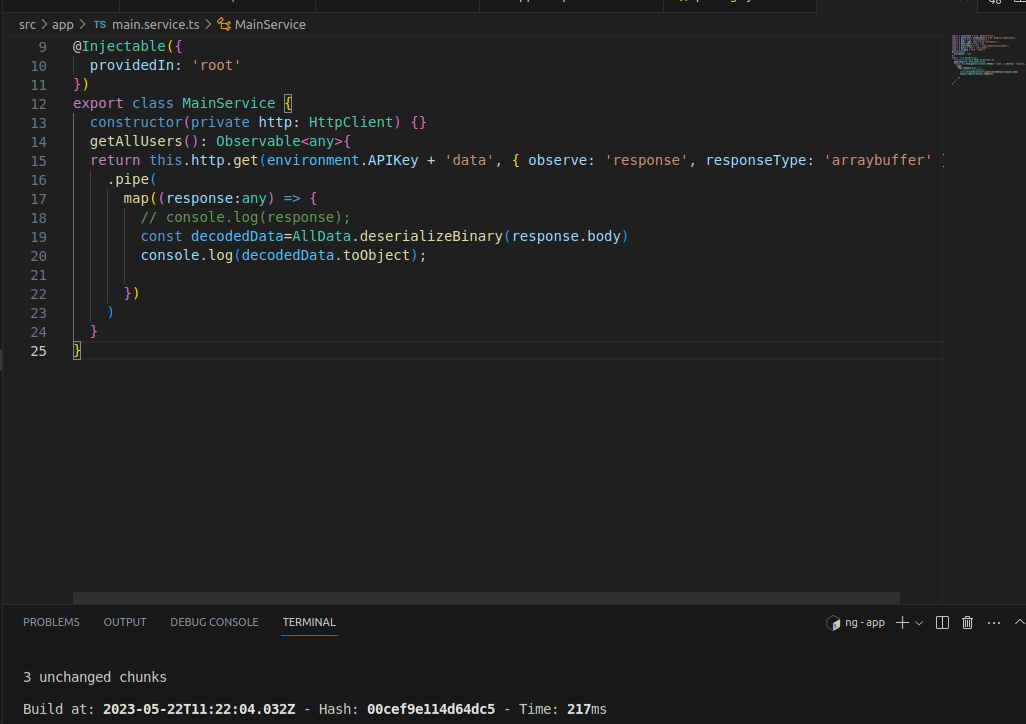 src > app > TS main.service.ts > MainService
9 @Injectable({
10 providedIn: 'root'
11 })
12 export class MainService {
13 constructor(private http: HttpClient) {}
14 getAllUsers(): Observable<any>{
15 return this.http.get(environment.APIKey + 'data', { observe: 'response', responseType: 'arraybuffer'
16 .pipe(
17 map((response:any) => {
18 // console.log(response);
19 const decodedData=AllData.deserializeBinary(response.body)
20 console.log(decodedData.toObject);
21
22 })
23 )
24 }
25 }
PROBLEMS OUTPUT DEBUG CONSOLE TERMINAL ng - app
3 unchanged chunks
Build at: 2023-05-22T11:22:04.032Z - Hash: 00cef9e114d64dc5 - Time: 217ms